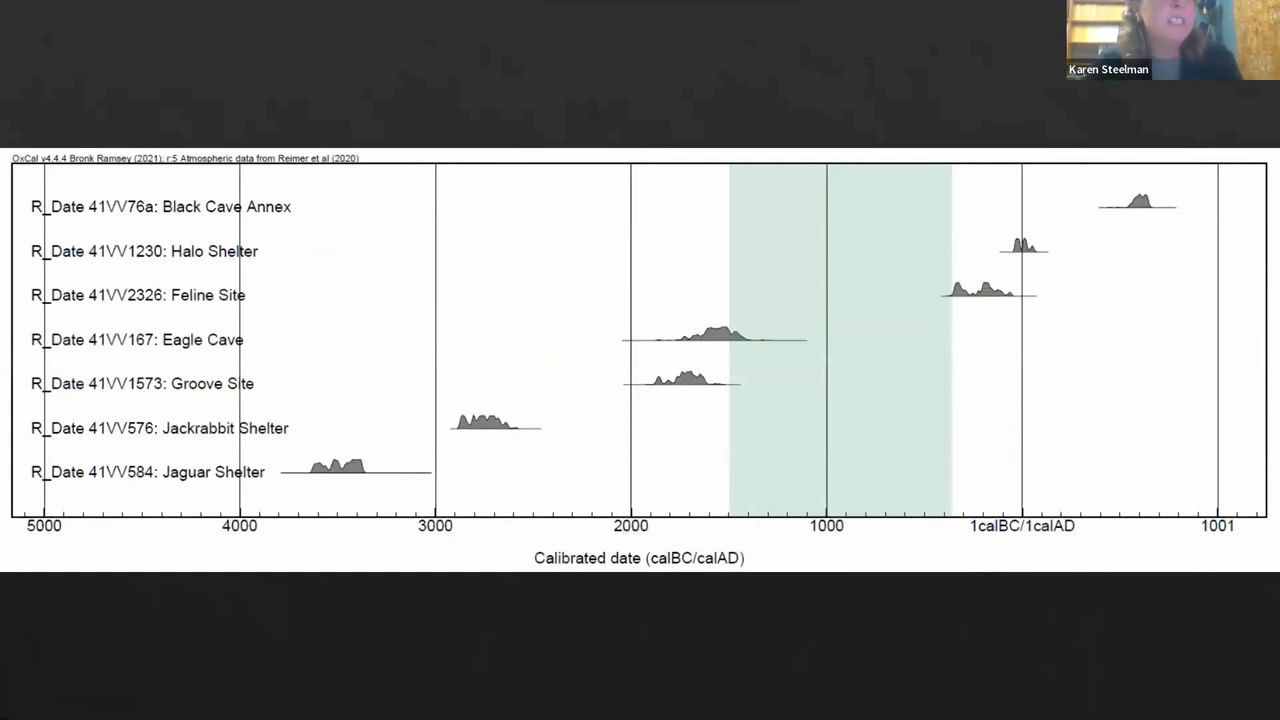 Karen Steelman
OxCal v4.4.4 Bronk Ramsey (2021); r:5 Atmospheric data from Reimer et al (2020)
R_Date 41VV76a: Black Cave Annex
R_Date 41VV1230: Halo Shelter
R_Date 41VV2326: Feline Site
R_Date 41VV167: Eagle Cave
R_Date 41VV1573: Groove Site
R_Date 41VV576: Jackrabbit Shelter
R_Date 41VV584: Jaguar Shelter
5000 4000 3000 2000 1000 1calBC/1calAD 1001
Calibrated date (calBC/calAD)